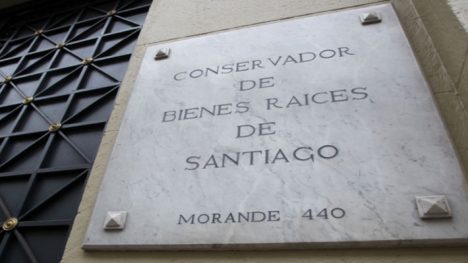 CONSERVADOR
DE
BIENES RAICES
DE
SANTIAGO
MORANDE 440